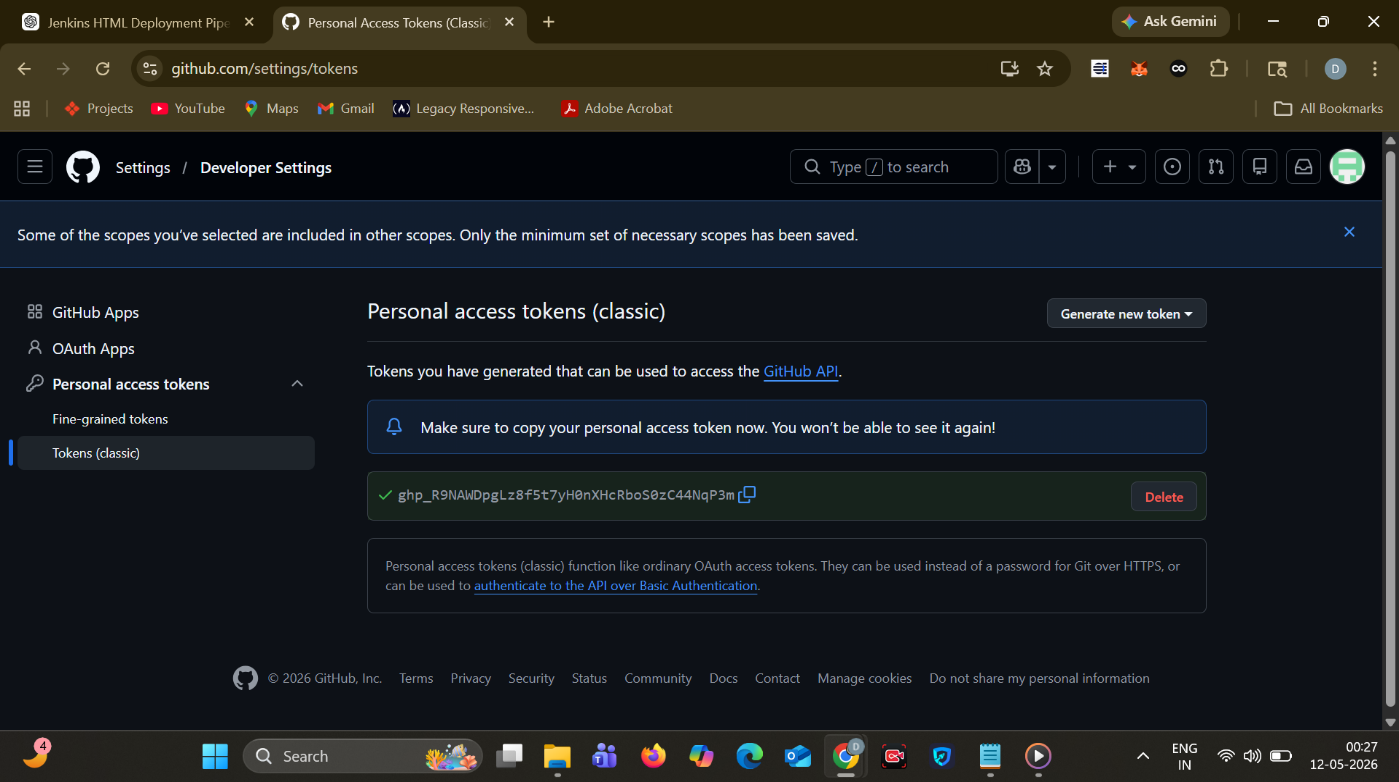 Jenkins HTML Deployment Pipe
Personal Access Tokens (Classic
Ask Gemini
github.com/settings/tokens
D
Projects
YouTube
Maps
Gmail
Legacy Responsive...
Adobe Acrobat
All Bookmarks
Settings / Developer Settings
Type / to search
Some of the scopes you've selected are included in other scopes. Only the minimum set of necessary scopes has been saved.
GitHub Apps
OAuth Apps
Personal access tokens
Fine-grained tokens
Tokens (classic)
Personal access tokens (classic)
Generate new token
Tokens you have generated that can be used to access the GitHub API.
Make sure to copy your personal access token now. You won't be able to see it again!
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
Delete
Personal access tokens (classic) function like ordinary OAuth access tokens. They can be used instead of a password for Git over HTTPS, or
can be used to authenticate to the API over Basic Authentication.
© 2026 GitHub, Inc.
Terms
Privacy
Security
Status
Community
Docs
Contact
Manage cookies
Do not share my personal information
4
Search
D
ENG
IN
00:27
12-05-2026